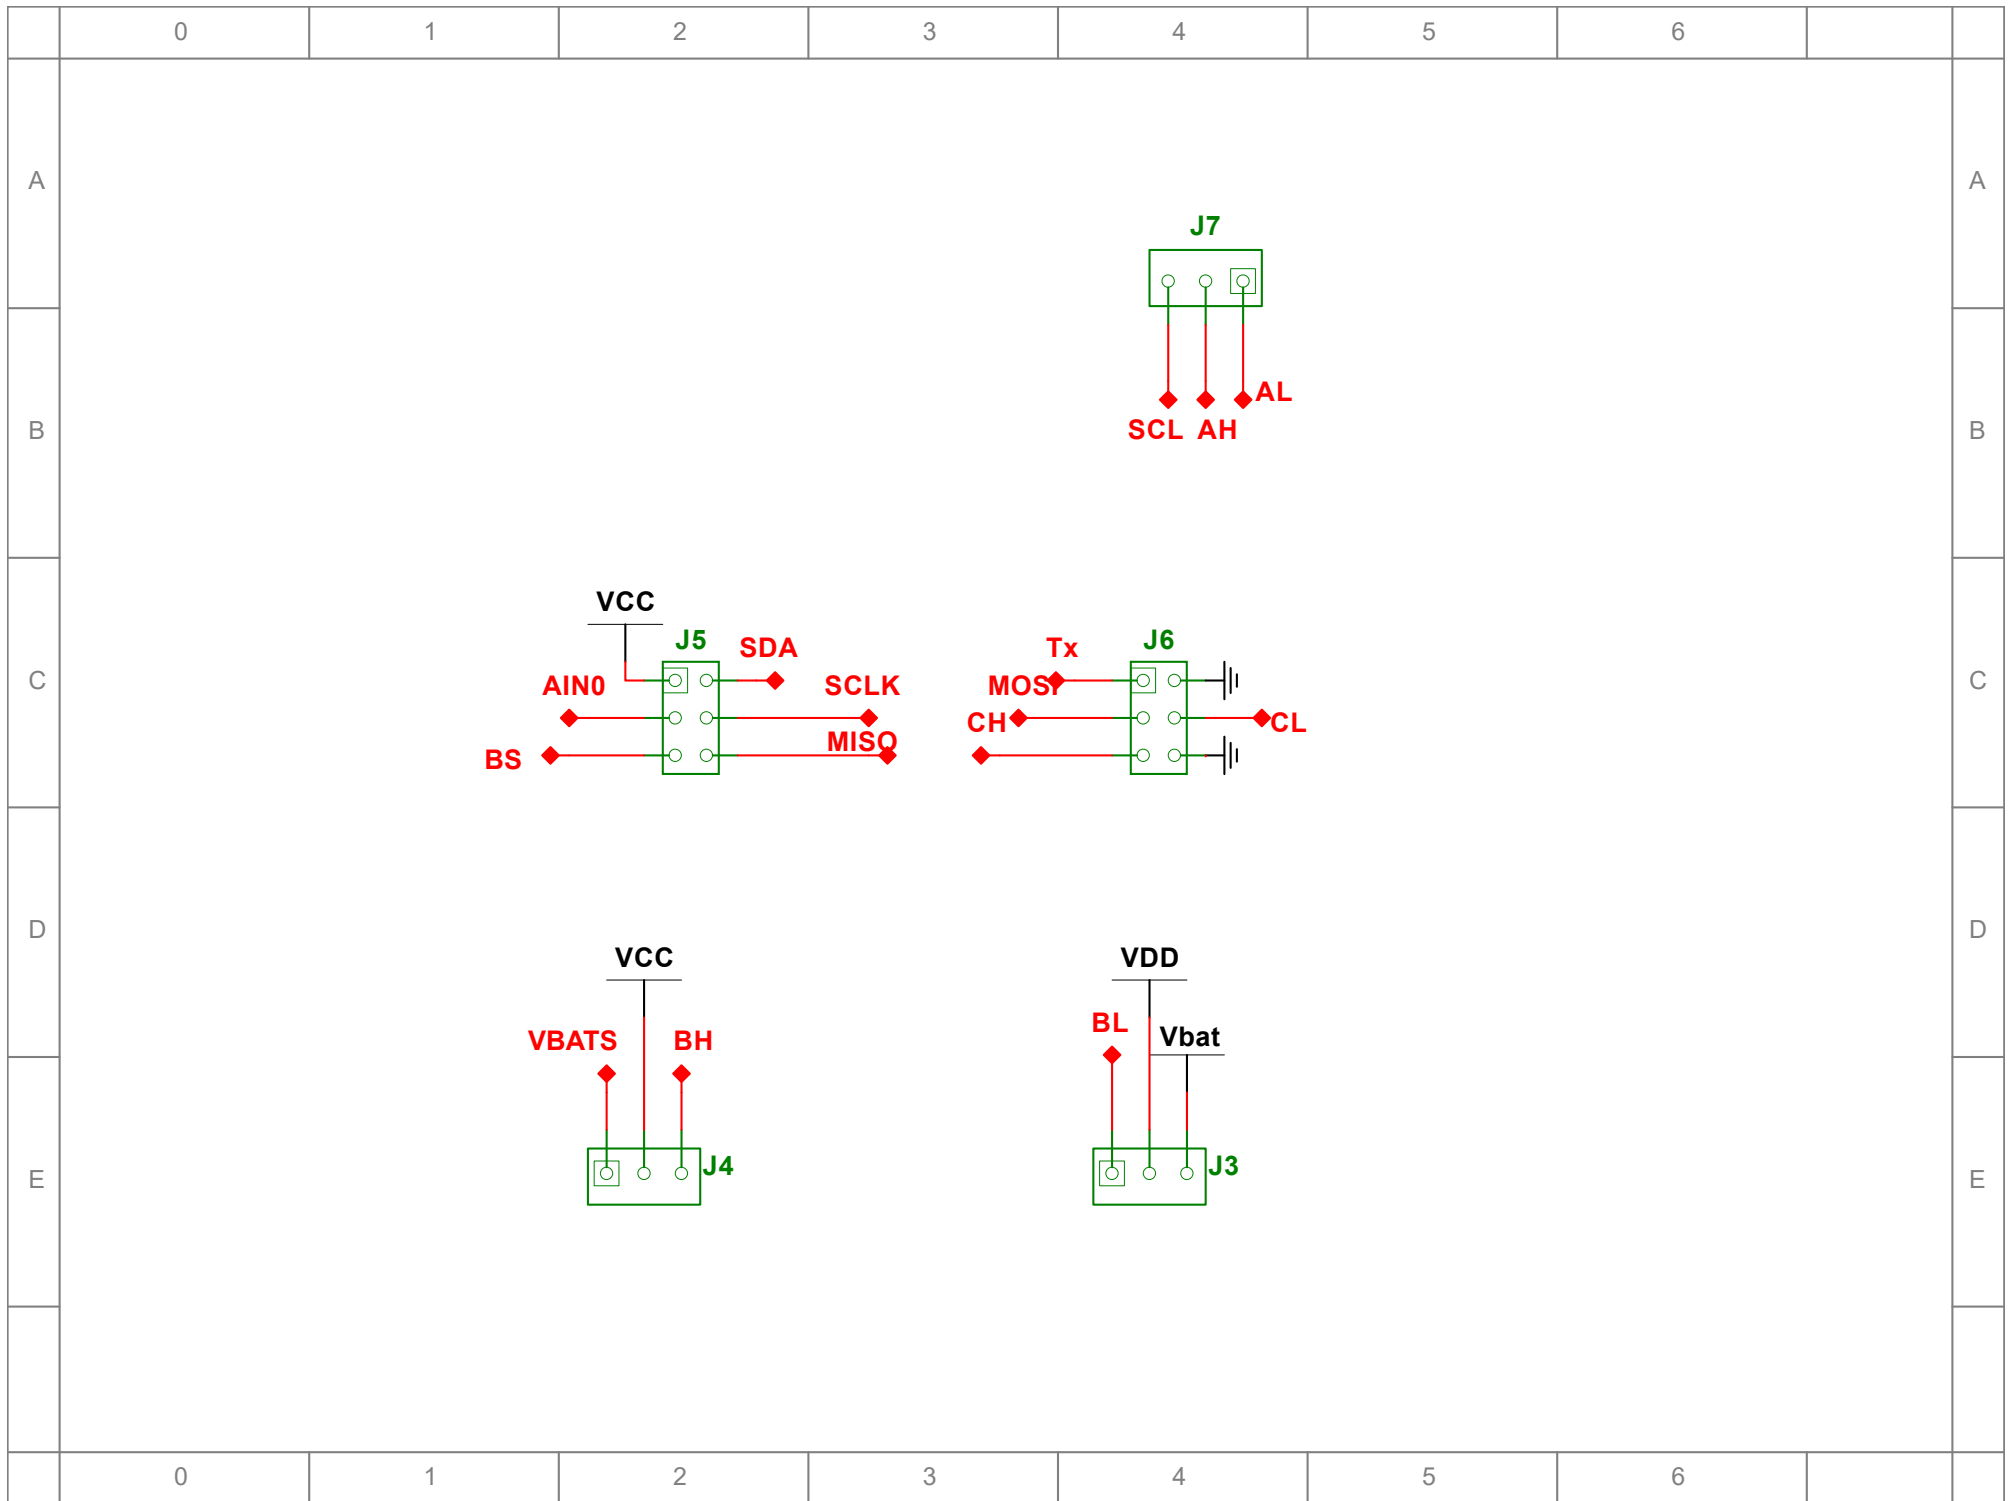 0 1 2 3 4 5 6
A A
J7
AL
B B
SCL AH
VCC
J5 SDA Tx J6
C C
AIN0 SCLK MOSI
CH CL
MISO
BS
D D
VCC VDD
BL
Vbat
VBATS BH
J4 J3
E E
0 1 2 3 4 5 6